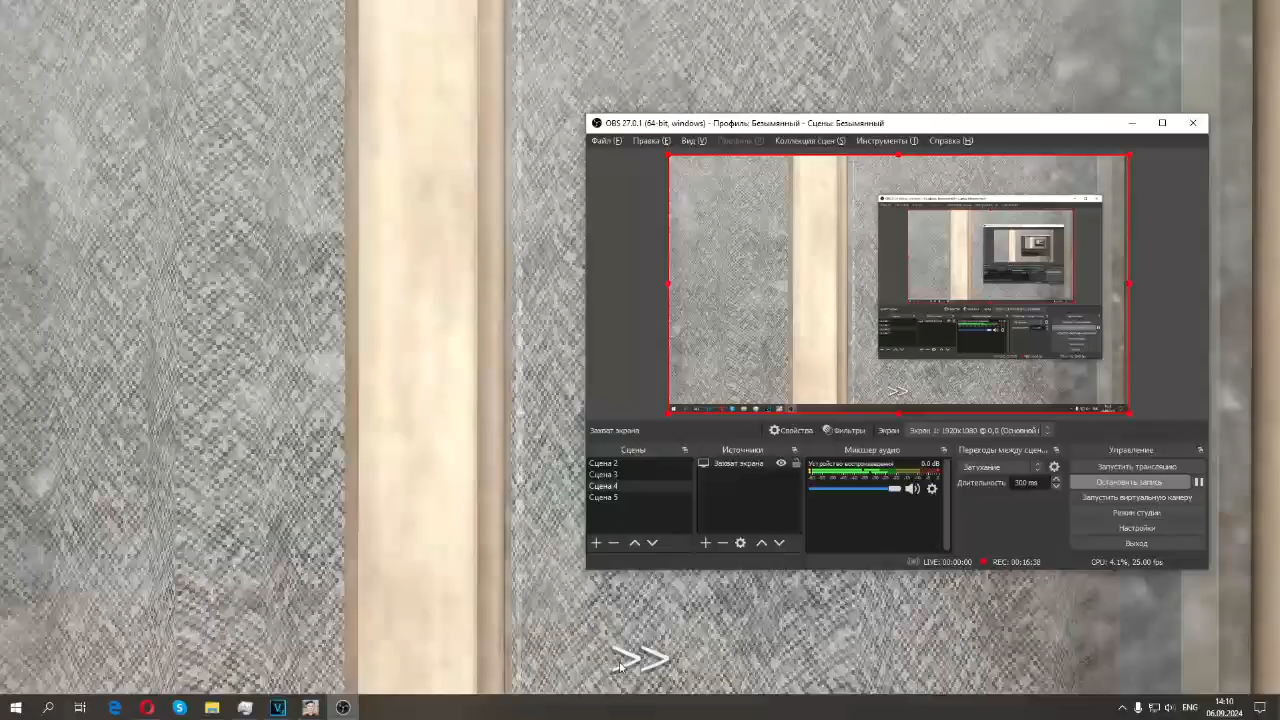 OBS 27.0.1 (64-bit, windows) - Профиль: Безымянный - Сцены: Безымянный
Файл (F) Правка (E) Вид (V) Коллекция сцен (S) Инструменты (T) Справка (H)
>>
Захват экрана Свойства Фильтры Экран Экран 1: 1920x1080 @ 0,0 (Основной
Сцены Источники Микшер аудио Переходы между сцен... Управление
Сцена 2
Сцена 3
Сцена 4
Сцена 5
Захват экрана
Устройство воспроизведения 0.0 dB
Затухание
Длительность 300 ms
Запустить трансляцию
Остановить запись
Запустить виртуальную камеру
Режим студии
Настройки
Выход
LIVE: 00:00:00 REC: 00:16:38 CPU: 4.1%, 25.00 fps
>>
ENG 14:10
06.09.2024